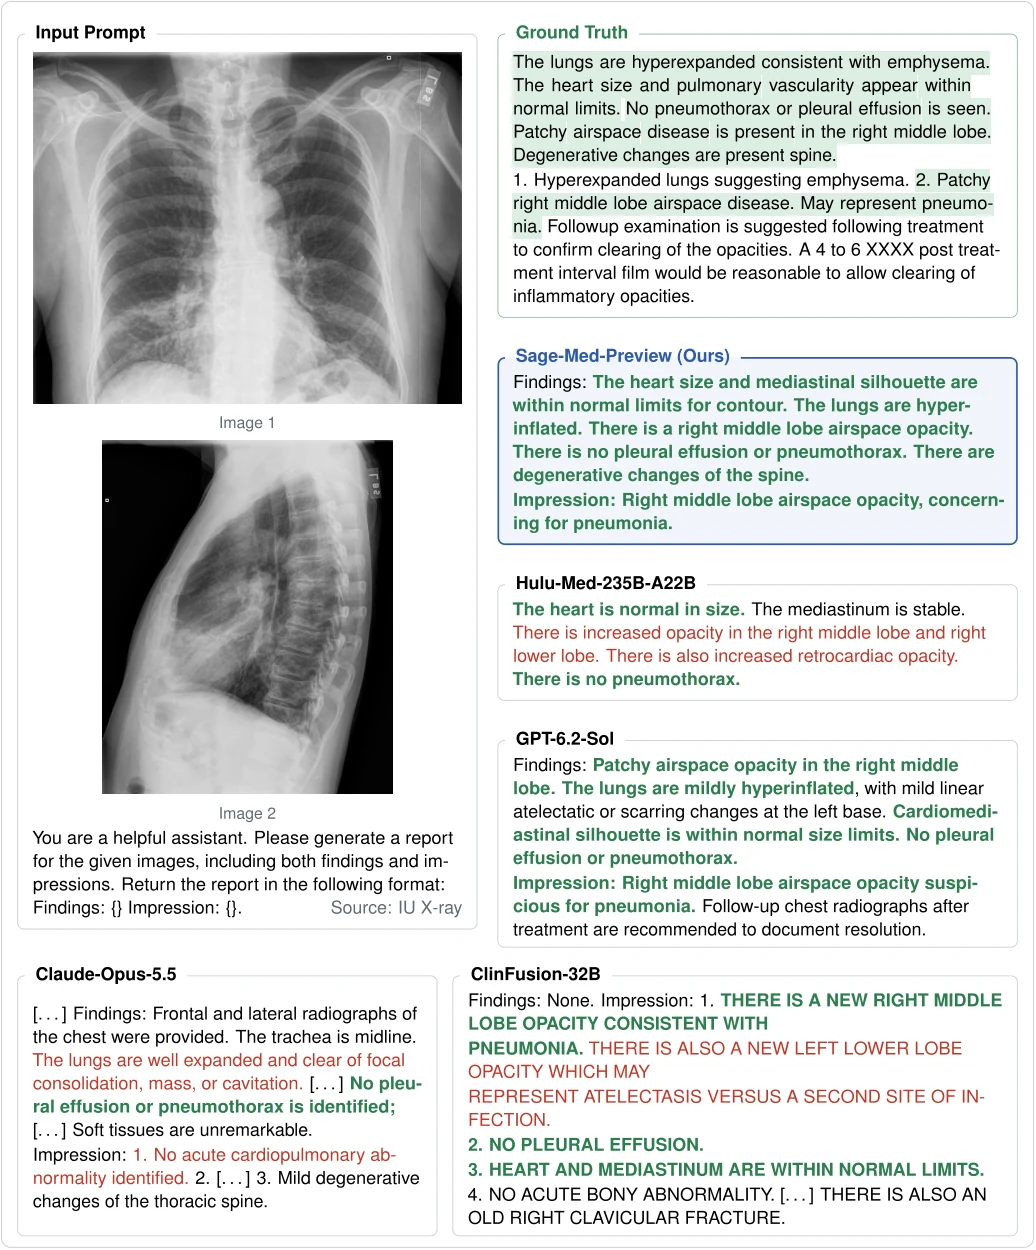 Input Prompt
Image 1
Image 2
You are a helpful assistant. Please generate a report
for the given images, including both findings and im-
pressions. Return the report in the following format:
Findings: {} Impression: {}.
Source: IU X-ray
Ground Truth
The lungs are hyperexpanded consistent with emphysema.
The heart size and pulmonary vascularity appear within
normal limits. No pneumothorax or pleural effusion is seen.
Patchy airspace disease is present in the right middle lobe.
Degenerative changes are present spine.
1. Hyperexpanded lungs suggesting emphysema. 2. Patchy
right middle lobe airspace disease. May represent pneumo-
nia. Followup examination is suggested following treatment
to confirm clearing of the opacities. A 4 to 6 XXXX post treat-
ment interval film would be reasonable to allow clearing of
inflammatory opacities.
Sage-Med-Preview (Ours)
Findings: The heart size and mediastinal silhouette are
within normal limits for contour. The lungs are hyper-
inflated. There is a right middle lobe airspace opacity.
There is no pleural effusion or pneumothorax. There are
degenerative changes of the spine.
Impression: Right middle lobe airspace opacity, concern-
ing for pneumonia.
Hulu-Med-235B-A22B
The heart is normal in size. The mediastinum is stable.
There is increased opacity in the right middle lobe and right
lower lobe. There is also increased retrocardiac opacity.
There is no pneumothorax.
GPT-6.2-Sol
Findings: Patchy airspace opacity in the right middle
lobe. The lungs are mildly hyperinflated, with mild linear
atelectatic or scarring changes at the left base. Cardiomedi-
astinal silhouette is within normal size limits. No pleural
effusion or pneumothorax.
Impression: Right middle lobe airspace opacity suspi-
cious for pneumonia. Follow-up chest radiographs after
treatment are recommended to document resolution.
Claude-Opus-5.5
[...] Findings: Frontal and lateral radiographs of
the chest were provided. The trachea is midline.
The lungs are well expanded and clear of focal
consolidation, mass, or cavitation. [...] No pleu-
ral effusion or pneumothorax is identified;
[...] Soft tissues are unremarkable.
Impression: 1. No acute cardiopulmonary ab-
normality identified. 2. [...] 3. Mild degenerative
changes of the thoracic spine.
ClinFusion-32B
Findings: None. Impression: 1. THERE IS A NEW RIGHT MIDDLE
LOBE OPACITY CONSISTENT WITH
PNEUMONIA. THERE IS ALSO A NEW LEFT LOWER LOBE
OPACITY WHICH MAY
REPRESENT ATELECTASIS VERSUS A SECOND SITE OF IN-
FECTION.
2. NO PLEURAL EFFUSION.
3. HEART AND MEDIASTINUM ARE WITHIN NORMAL LIMITS.
4. NO ACUTE BONY ABNORMALITY. [...] THERE IS ALSO AN
OLD RIGHT CLAVICULAR FRACTURE.